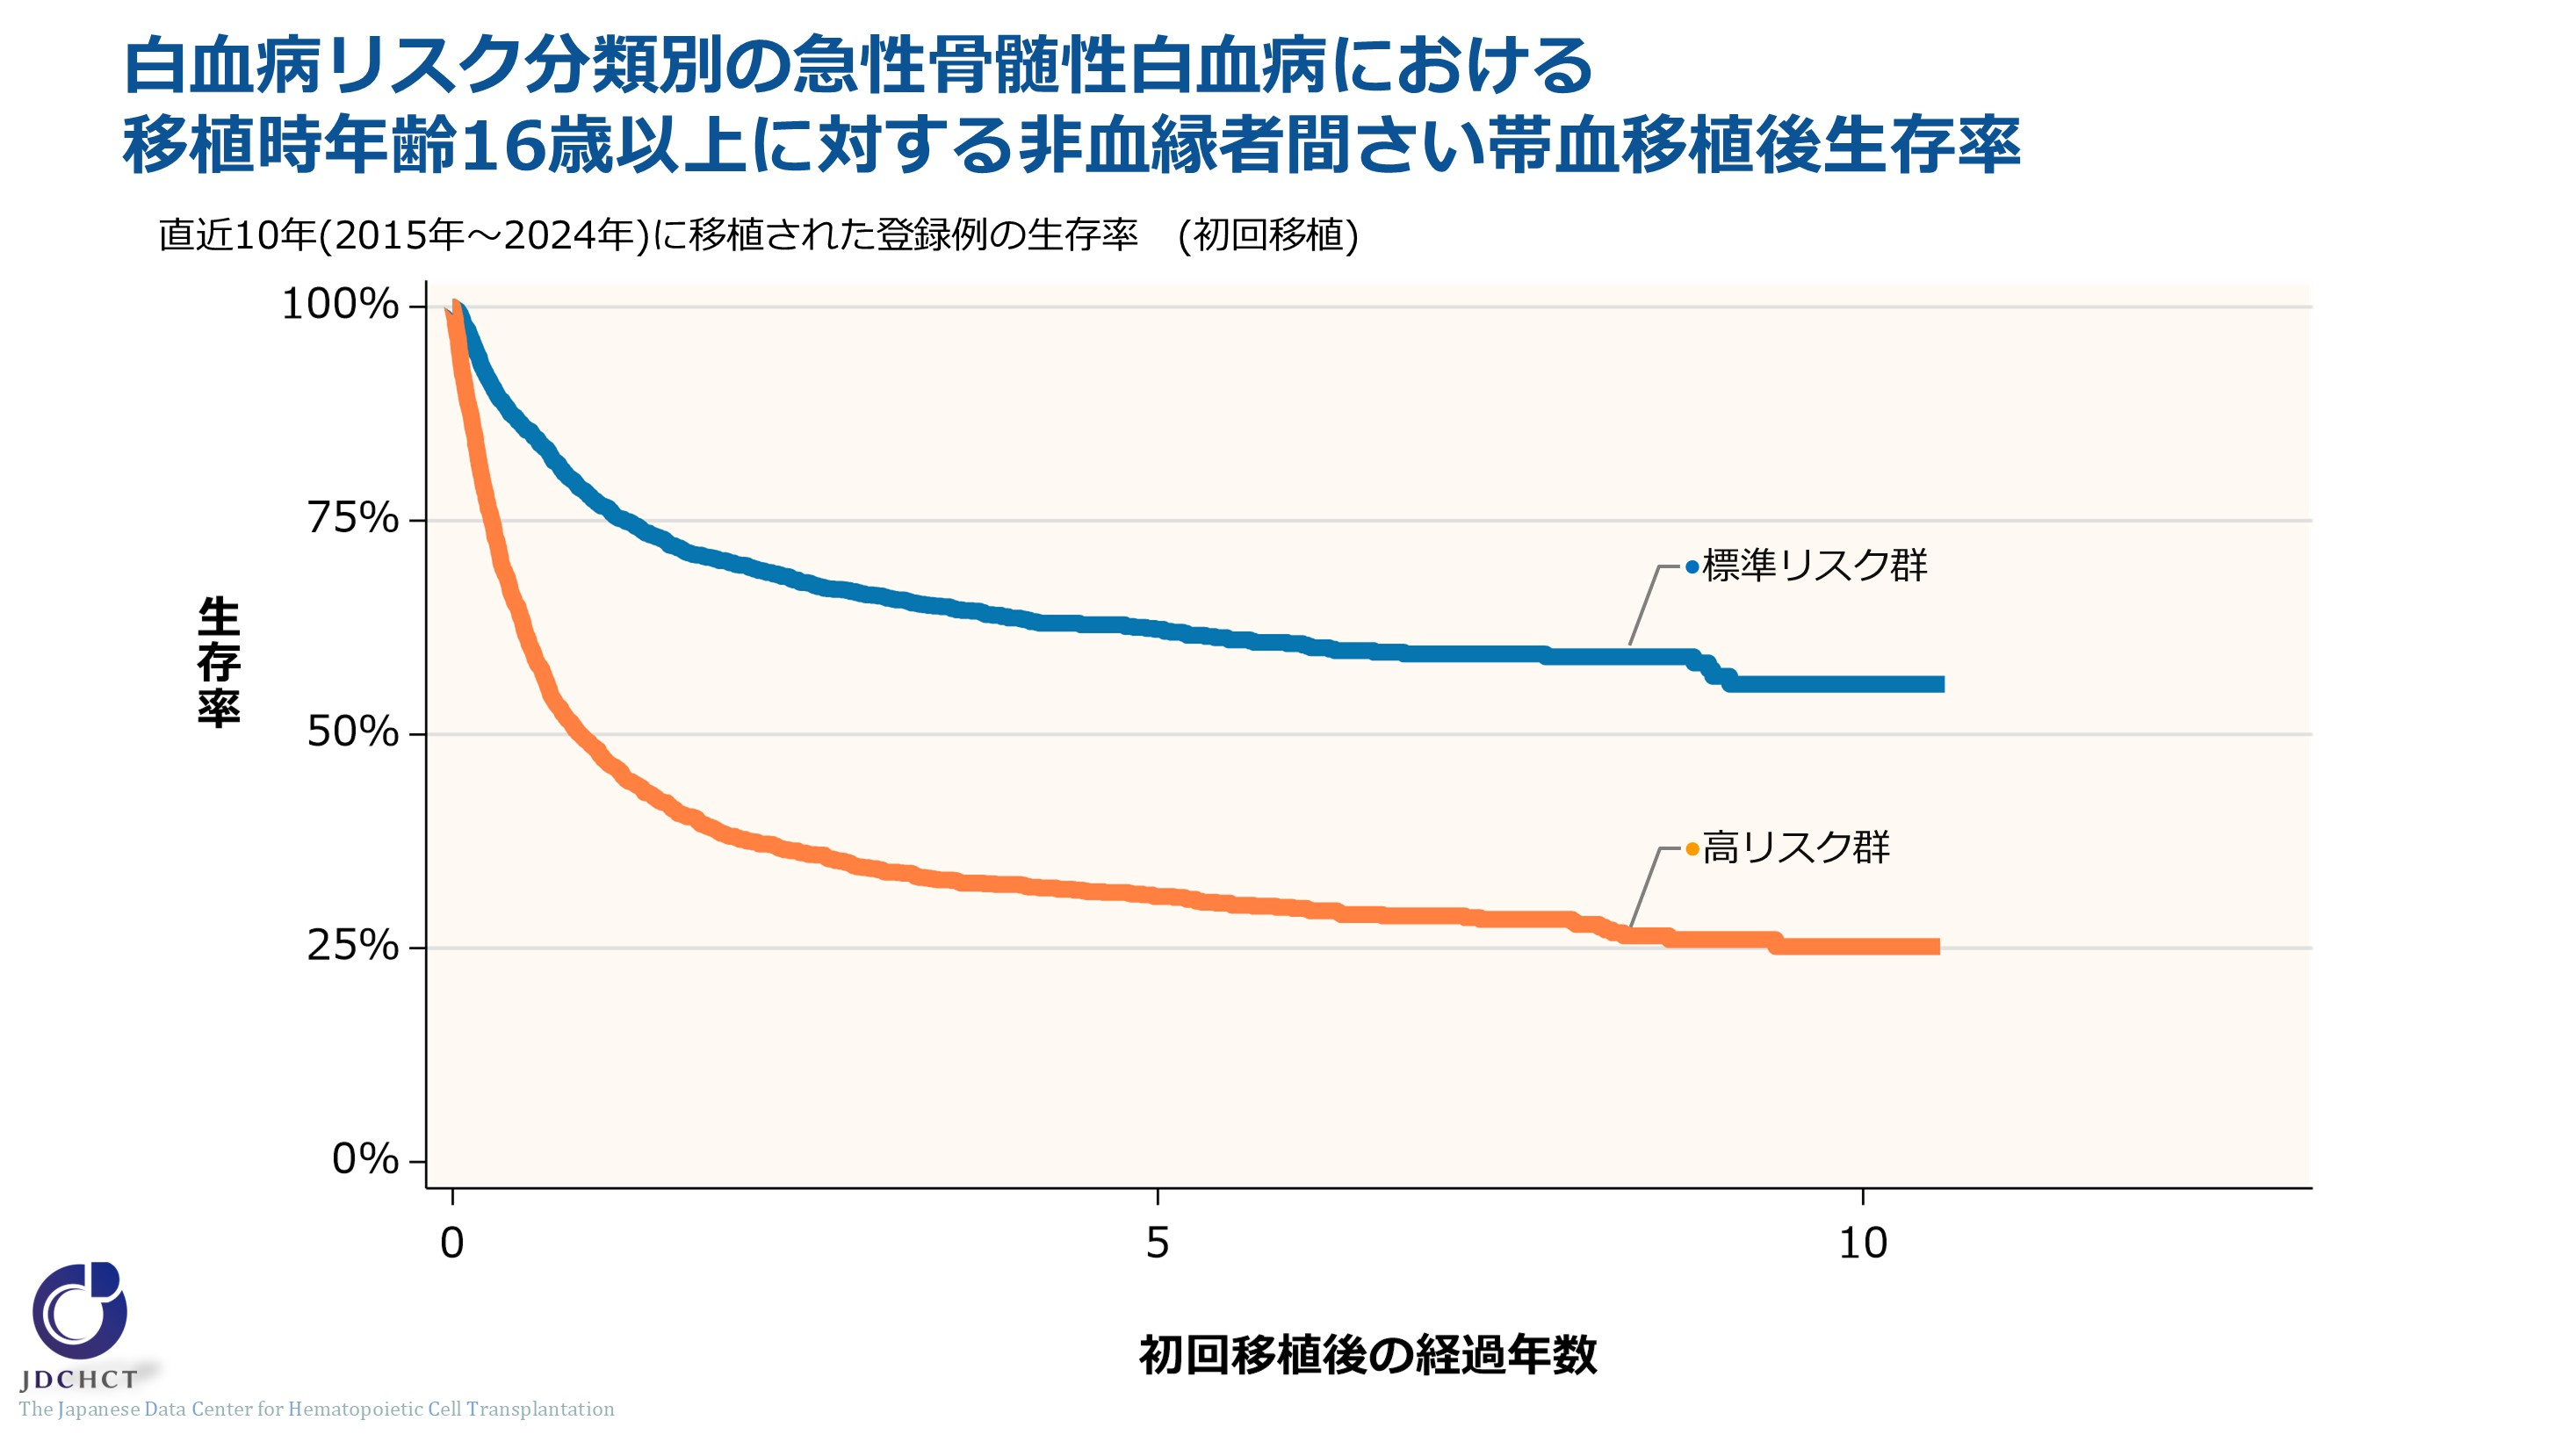 白血病リスク分類別の急性骨髄性白血病における
移植時年齢16歳以上に対する非血縁者間さい帯血移植後生存率
直近10年(2015年～2024年)に移植された登録例の生存率　(初回移植)
100%
75%
50%
25%
0%
生存率
標準リスク群
高リスク群
0
5
10
初回移植後の経過年数
JDCHCT
The Japanese Data Center for Hematopoietic Cell Transplantation